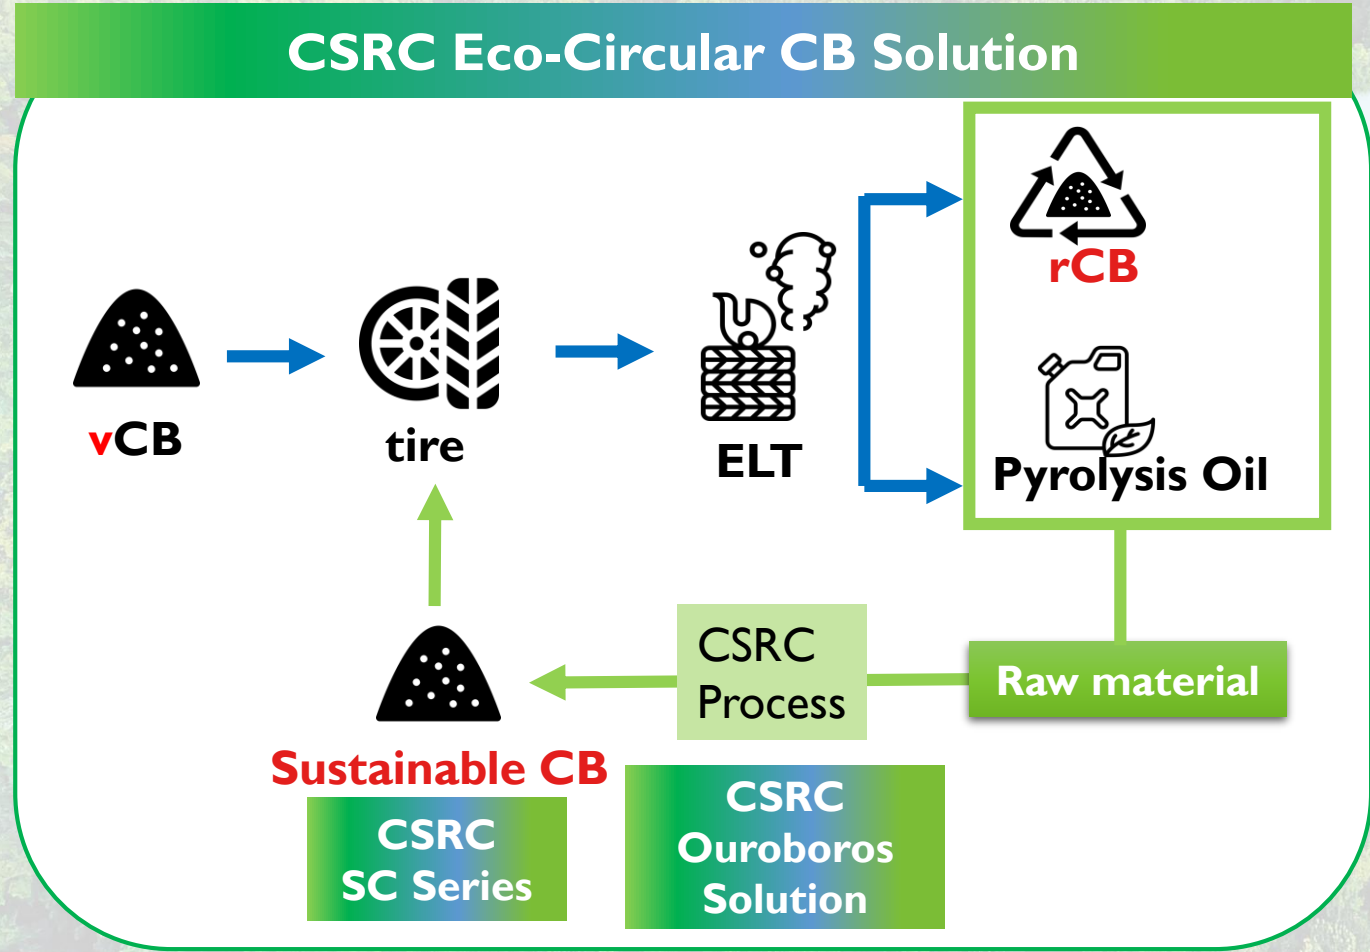 CSRC Eco-Circular CB Solution
rCB
vCB
tire
ELT
Pyrolysis Oil
CSRC
Process
Raw material
Sustainable CB
CSRC
SC Series
CSRC
Ouroboros
Solution